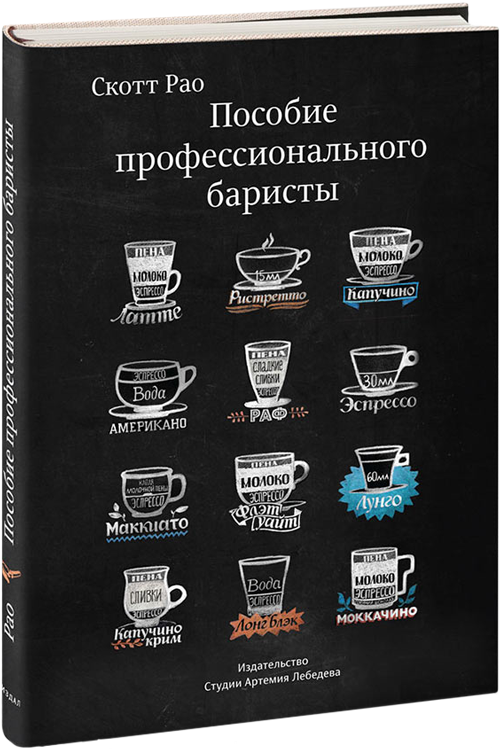 Скотт Рао
Пособие
профессионального
баристы
ПЕНА
МОЛОКО
ЭСПРЕССО
Латте
15 мл
Ристретто
ПЕНА
МОЛОКО
ЭСПРЕССО
Капучино
ЭСПРЕССО
Вода
АМЕРИКАНО
ПЕНА
СЛАДКИЕ
СЛИВКИ
РАФ
30 мл
Эспрессо
МОЛОЧНОЙ ПЕНЫ
ЭСПРЕССО
Маккиато
ПЕНА
МОЛОКО
ЭСПРЕССО
ФЛЭТ
УАЙТ
60 мл
Лунго
ПЕНА
СЛИВКИ
ЭСПРЕССО
Капучино
крим
Вода
ЭСПРЕССО
Лонг блэк
ПЕНА
МОЛОКО
ЭСПРЕССО
МОККАЧИНО
Издательство
Студии Артемия Лебедева
Пособие профессионального баристы
Рао
ИЗДАЛ